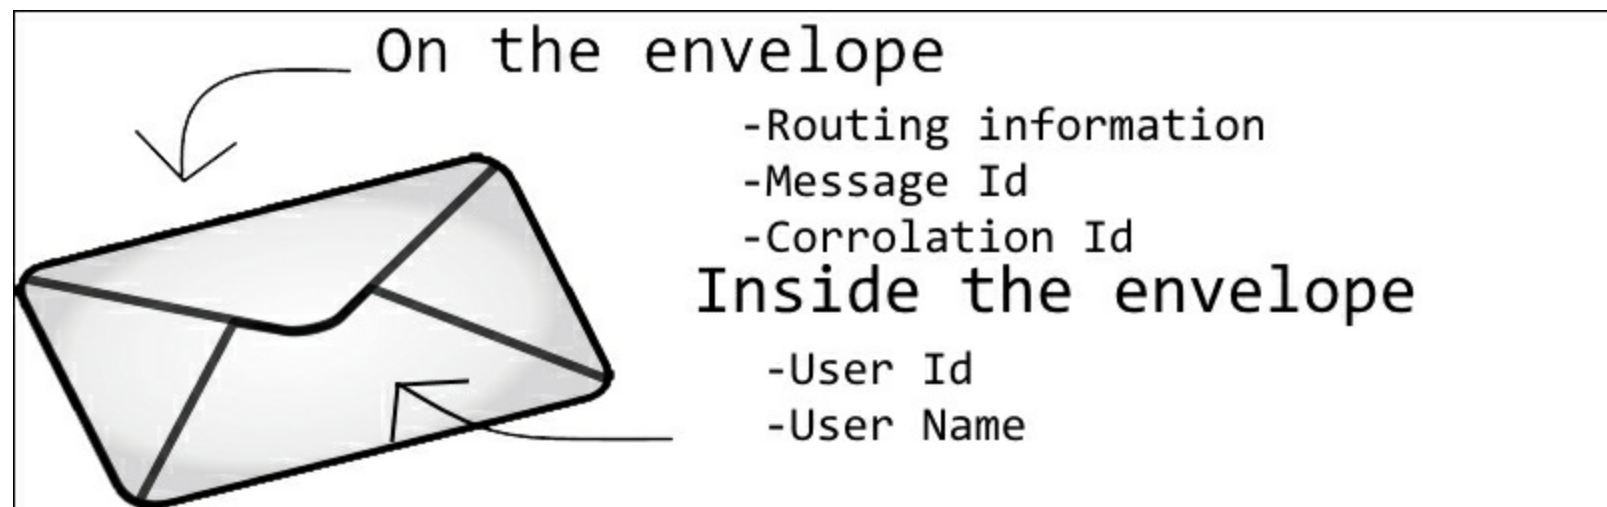 On the envelope
-Routing information
-Message Id
-Corrolation Id
Inside the envelope
-User Id
-User Name